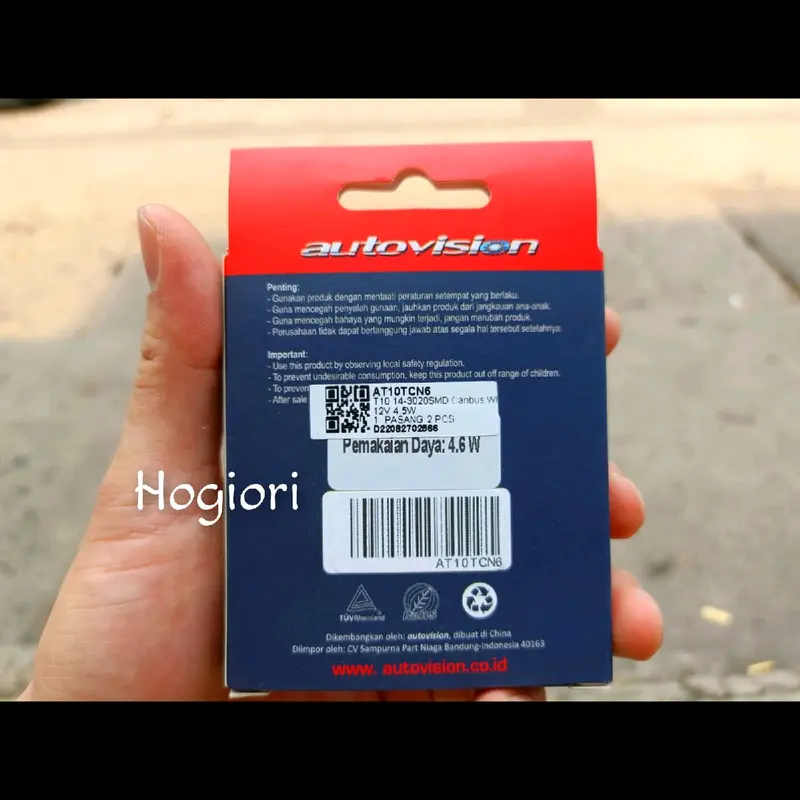 autovision
Penting:
- Gunakan produk dengan mentaati peraturan setempat yang berlaku.
- Guna mencegah penyalah gunaan, jauhkan produk dari jangkauan ana-anak.
- Guna mencegah bahaya yang mungkin terjadi, jangan merubah produk.
- Perusahaan tidak dapat bertanggung jawab atas segala hal tersebut setelahnya.
Important:
- Use this product by observing local safety regulation.
- To prevent undesirable consumption, keep this product out off range of children.
- To preven
- After sale
AT10TCN6
T10 14-3020SMD Canbus
12V 4.5W
1 PASANG 2 PCS
D22082702566
Pemakaian Daya: 4.6 W
Hogiori
AT10TCN6
TÜVRheinland
RoHS
Dikembangkan oleh: autovision, dibuat di China
Diimpor oleh: CV Sampurna Part Niaga Bandung-Indonesia 40163
www. autovision.co.id